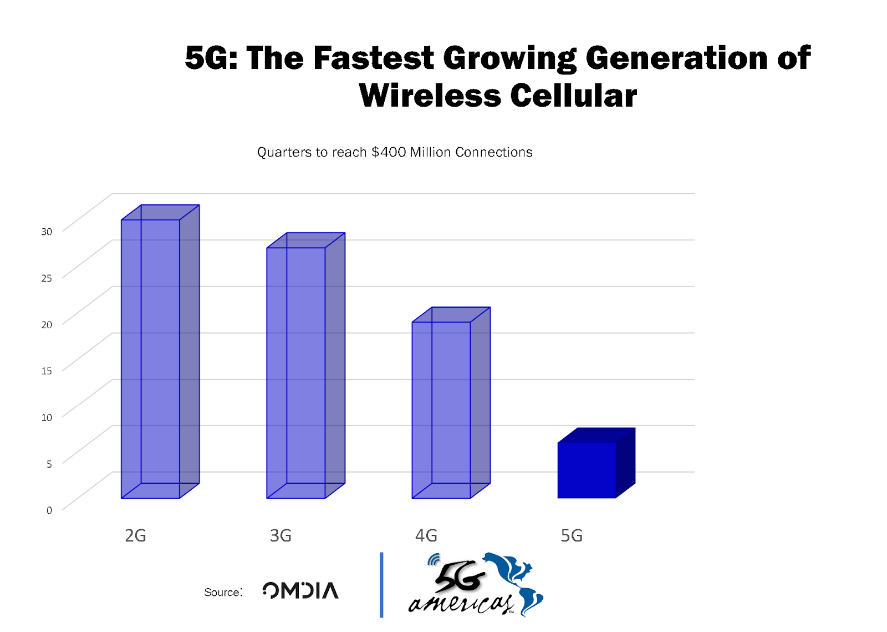 5G: The Fastest Growing Generation of
Wireless Cellular
Quarters to reach $400 Million Connections
30
25
20
15
10
5
0
2G
3G
4G
5G
Source:
OMDIA
5G
americas